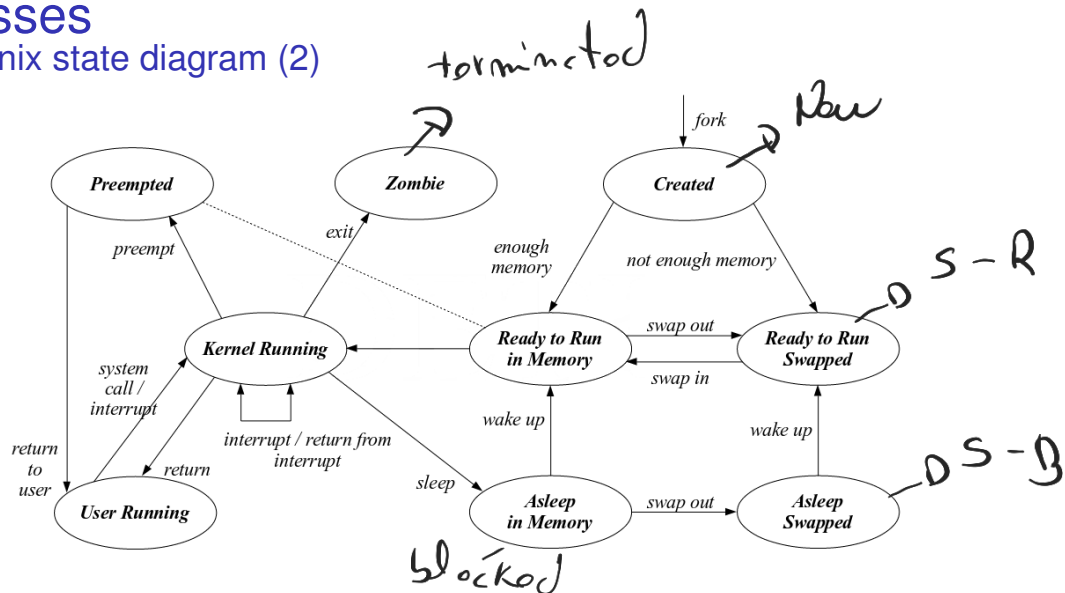 sses
nix state diagram (2)
terminated
New
fork
Preempted
Zombie
Created
preempt
exit
enough
memory
not enough memory
S - R
Kernel Running
Ready to Run
in Memory
swap out
swap in
Ready to Run
Swapped
system
call /
interrupt
interrupt / return from
interrupt
wake up
wake up
return
to
user
return
sleep
User Running
Asleep
in Memory
swap out
Asleep
Swapped
S - B
blocked